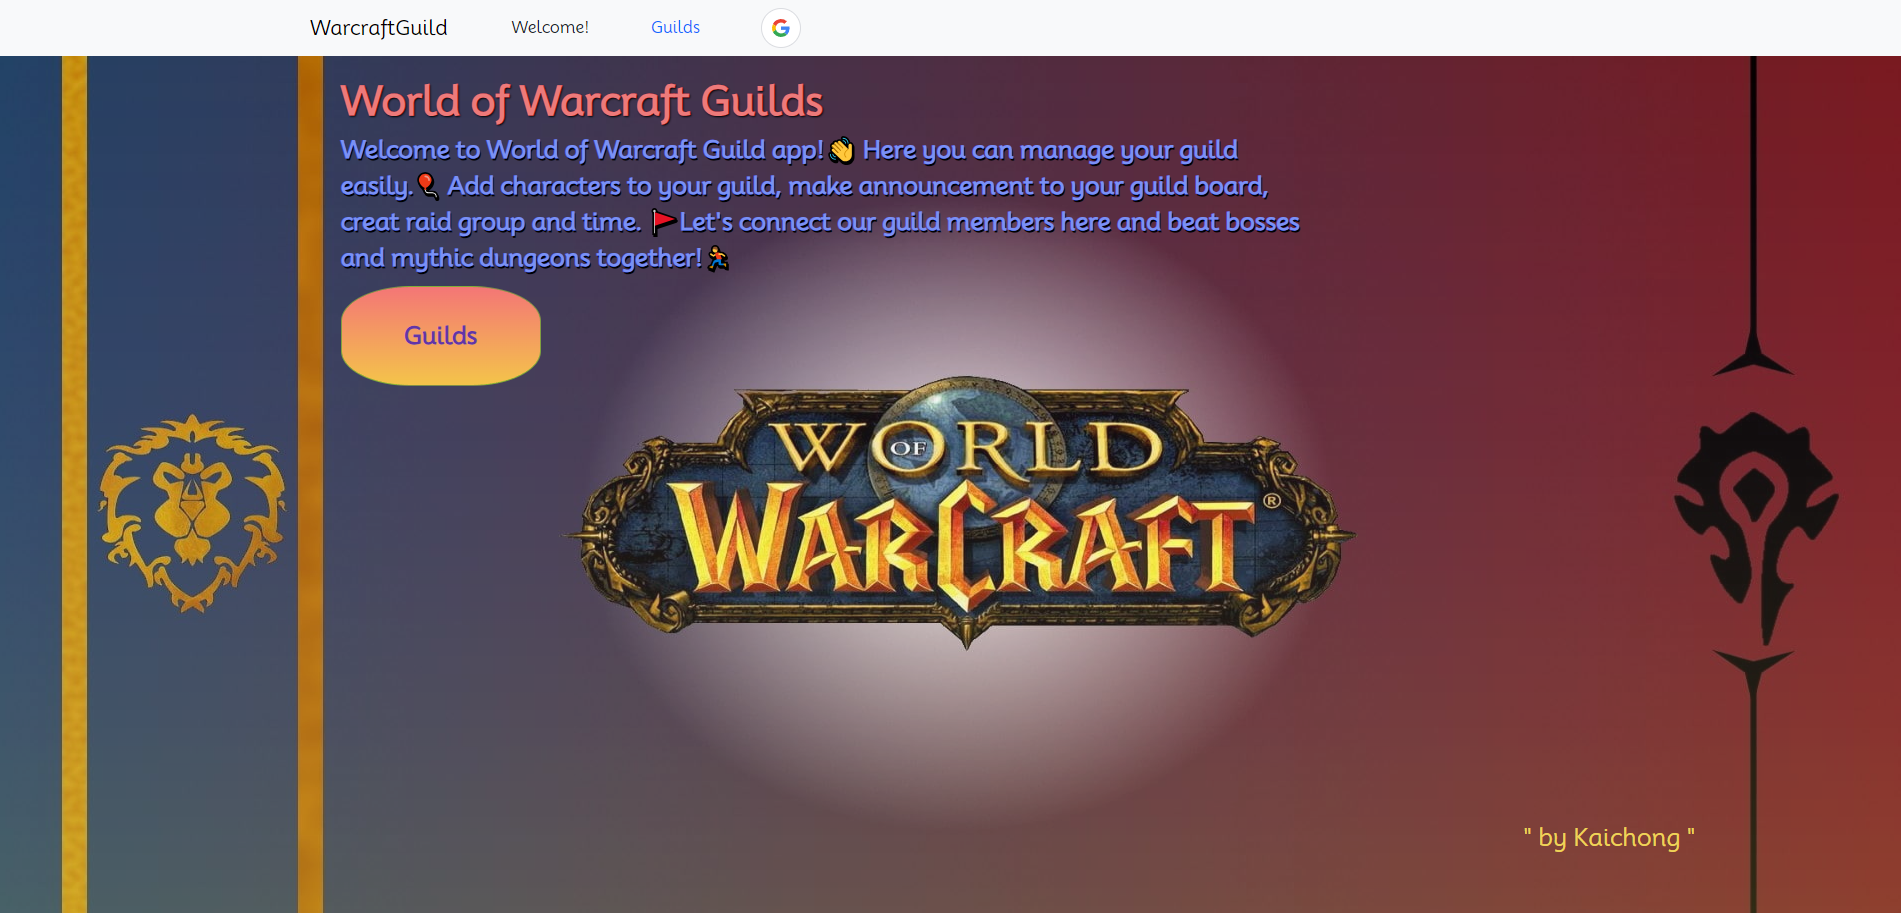 WarcraftGuild Welcome! Guilds
World of Warcraft Guilds
Welcome to World of Warcraft Guild app!👋 Here you can manage your guild
easily.🎈 Add characters to your guild, make announcement to your guild board,
creat raid group and time. 🚩Let's connect our guild members here and beat bosses
and mythic dungeons together!🏃
Guilds
WORLD
OF
WARCRAFT®
" by Kaichong "